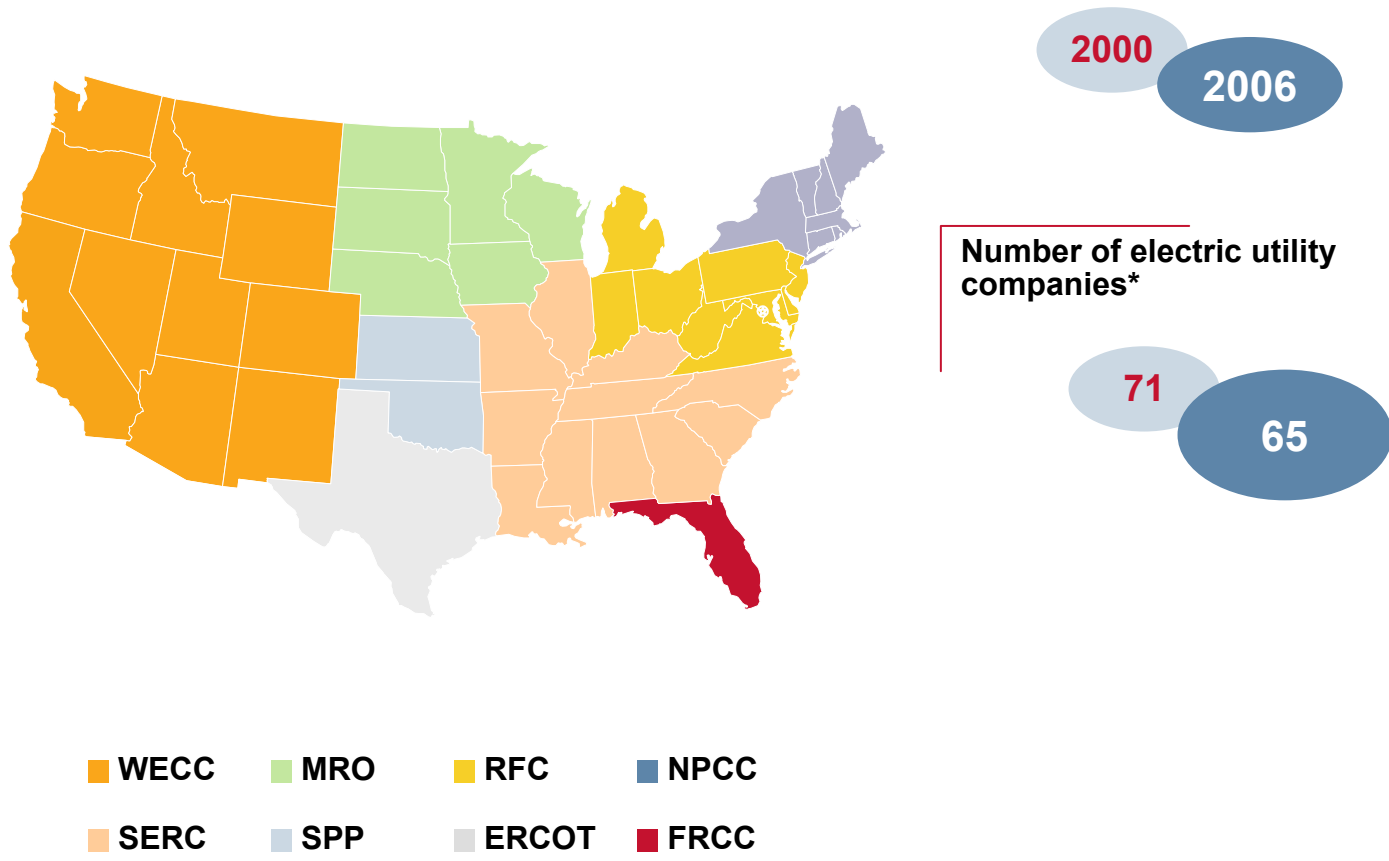 2000
2006
Number of electric utility
companies*
71
65
WECC
MRO
RFC
NPCC
SERC
SPP
ERCOT
FRCC